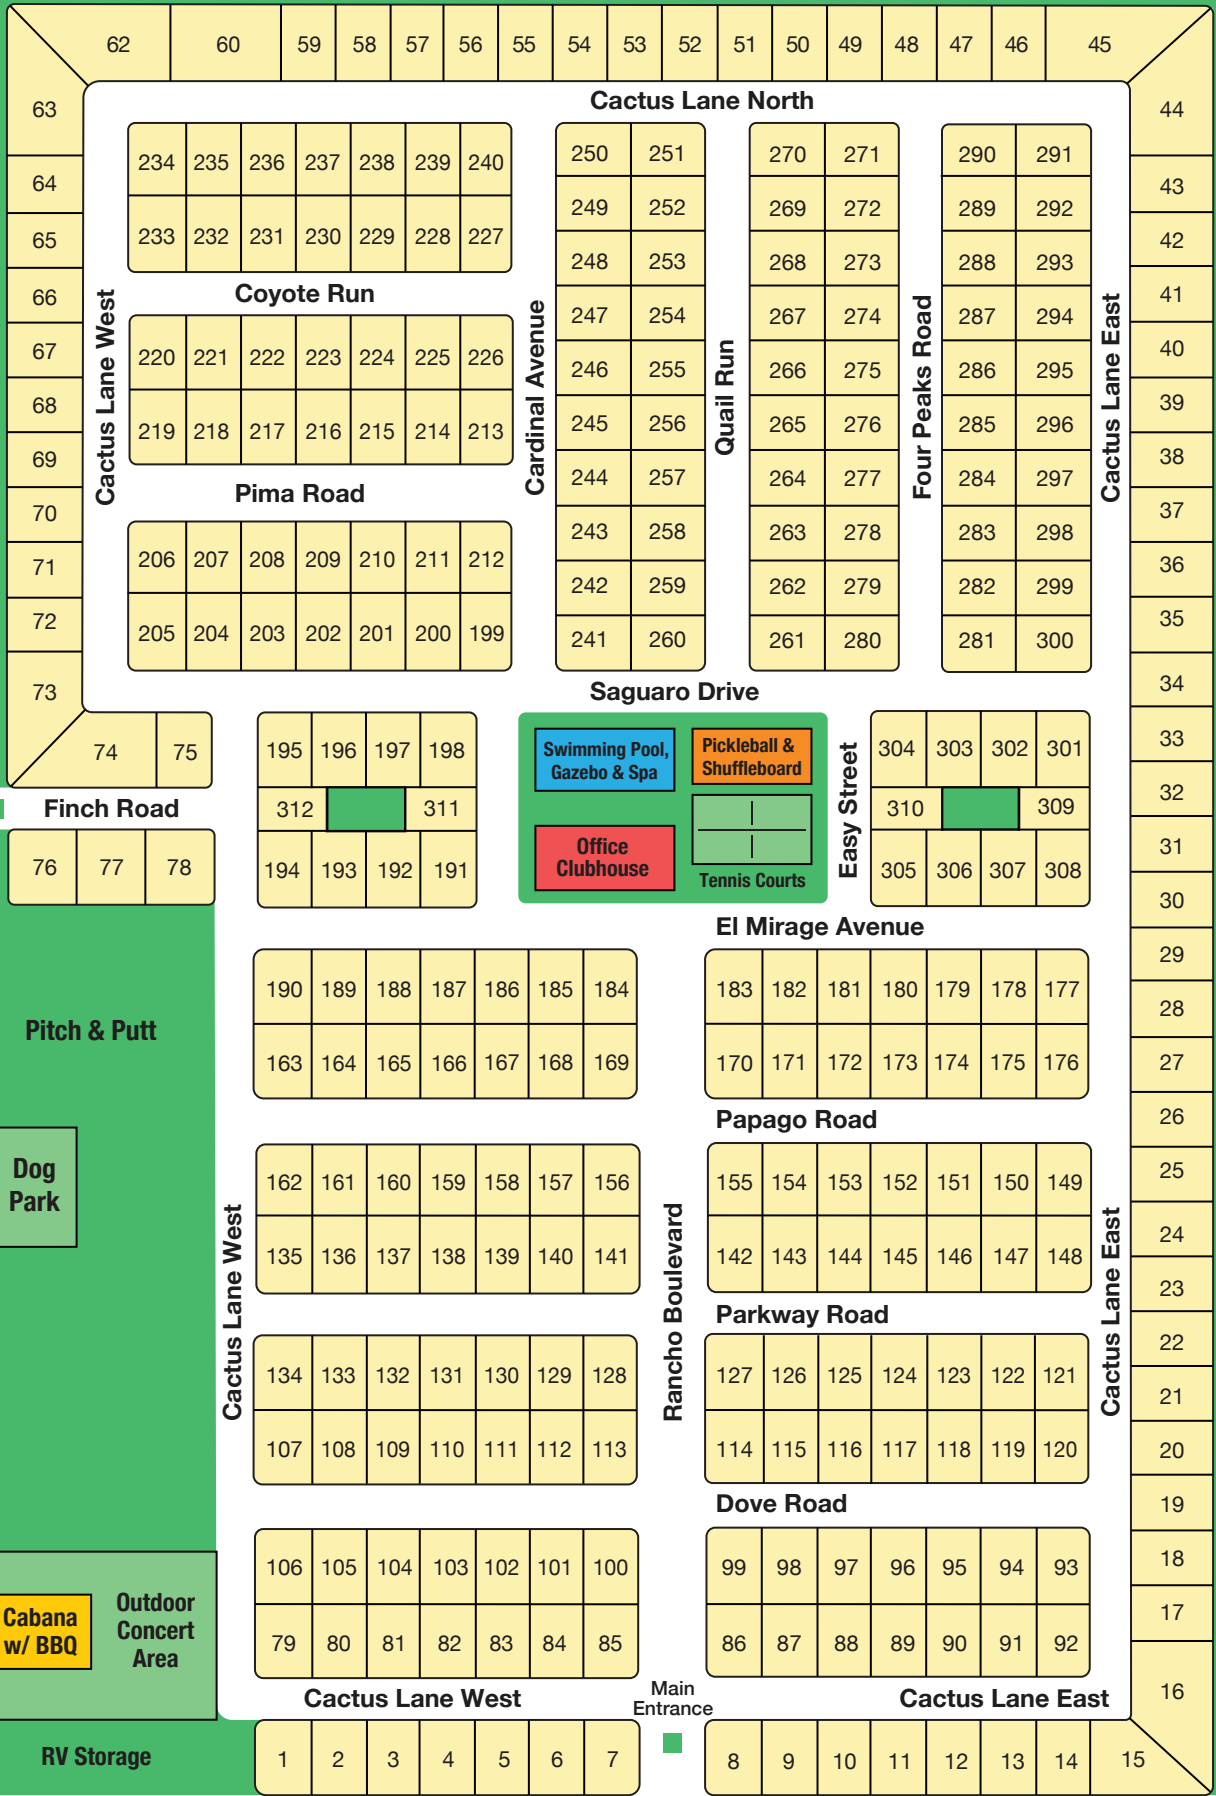 62 60 59 58 57 56 55 54 53 52 51 50 49 48 47 46 45
63
44
Cactus Lane North
64
65
66
67
68
69
70
71
72
73
74 75
Cactus Lane West
234 235 236 237 238 239 240
233 232 231 230 229 228 227
Coyote Run
220 221 222 223 224 225 226
219 218 217 216 215 214 213
Pima Road
206 207 208 209 210 211 212
205 204 203 202 201 200 199
Cardinal Avenue
250 251
249 252
248 253
247 254
246 255
245 256
244 257
243 258
242 259
241 260
Quail Run
270 271
269 272
268 273
267 274
266 275
265 276
264 277
263 278
262 279
261 280
Four Peaks Road
290 291
289 292
288 293
287 294
286 295
285 296
284 297
283 298
282 299
281 300
Cactus Lane East
43
42
41
40
39
38
37
36
35
34
33
32
31
30
29
28
27
26
25
24
23
22
21
20
19
18
17
16
Saguaro Drive
195 196 197 198
312 311
194 193 192 191
Swimming Pool,
Gazebo & Spa
Pickleball &
Shuffleboard
Office
Clubhouse
Tennis Courts
Easy Street
304 303 302 301
310 309
305 306 307 308
Finch Road
76 77 78
El Mirage Avenue
Pitch & Putt
190 189 188 187 186 185 184
163 164 165 166 167 168 169
183 182 181 180 179 178 177
170 171 172 173 174 175 176
Papago Road
Dog
Park
Cactus Lane West
162 161 160 159 158 157 156
135 136 137 138 139 140 141
Rancho Boulevard
155 154 153 152 151 150 149
142 143 144 145 146 147 148
Cactus Lane East
Parkway Road
134 133 132 131 130 129 128
107 108 109 110 111 112 113
127 126 125 124 123 122 121
114 115 116 117 118 119 120
Dove Road
106 105 104 103 102 101 100
79 80 81 82 83 84 85
99 98 97 96 95 94 93
86 87 88 89 90 91 92
Cabana
w/ BBQ
Outdoor
Concert
Area
Cactus Lane West
Main
Entrance
Cactus Lane East
RV Storage
1 2 3 4 5 6 7
8 9 10 11 12 13 14 15